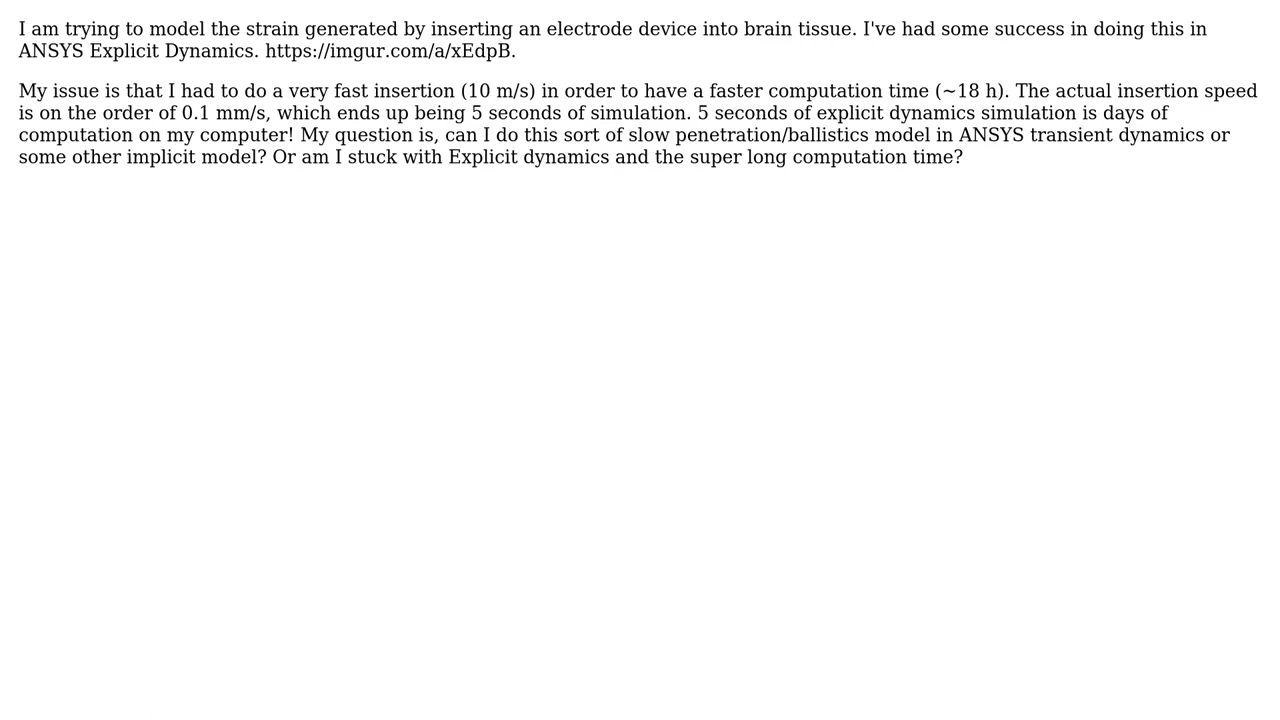 I am trying to model the strain generated by inserting an electrode device into brain tissue. I've had some success in doing this in
ANSYS Explicit Dynamics. https://imgur.com/a/xEdpB.
My issue is that I had to do a very fast insertion (10 m/s) in order to have a faster computation time (~18 h). The actual insertion speed
is on the order of 0.1 mm/s, which ends up being 5 seconds of simulation. 5 seconds of explicit dynamics simulation is days of
computation on my computer! My question is, can I do this sort of slow penetration/ballistics model in ANSYS transient dynamics or
some other implicit model? Or am I stuck with Explicit dynamics and the super long computation time?